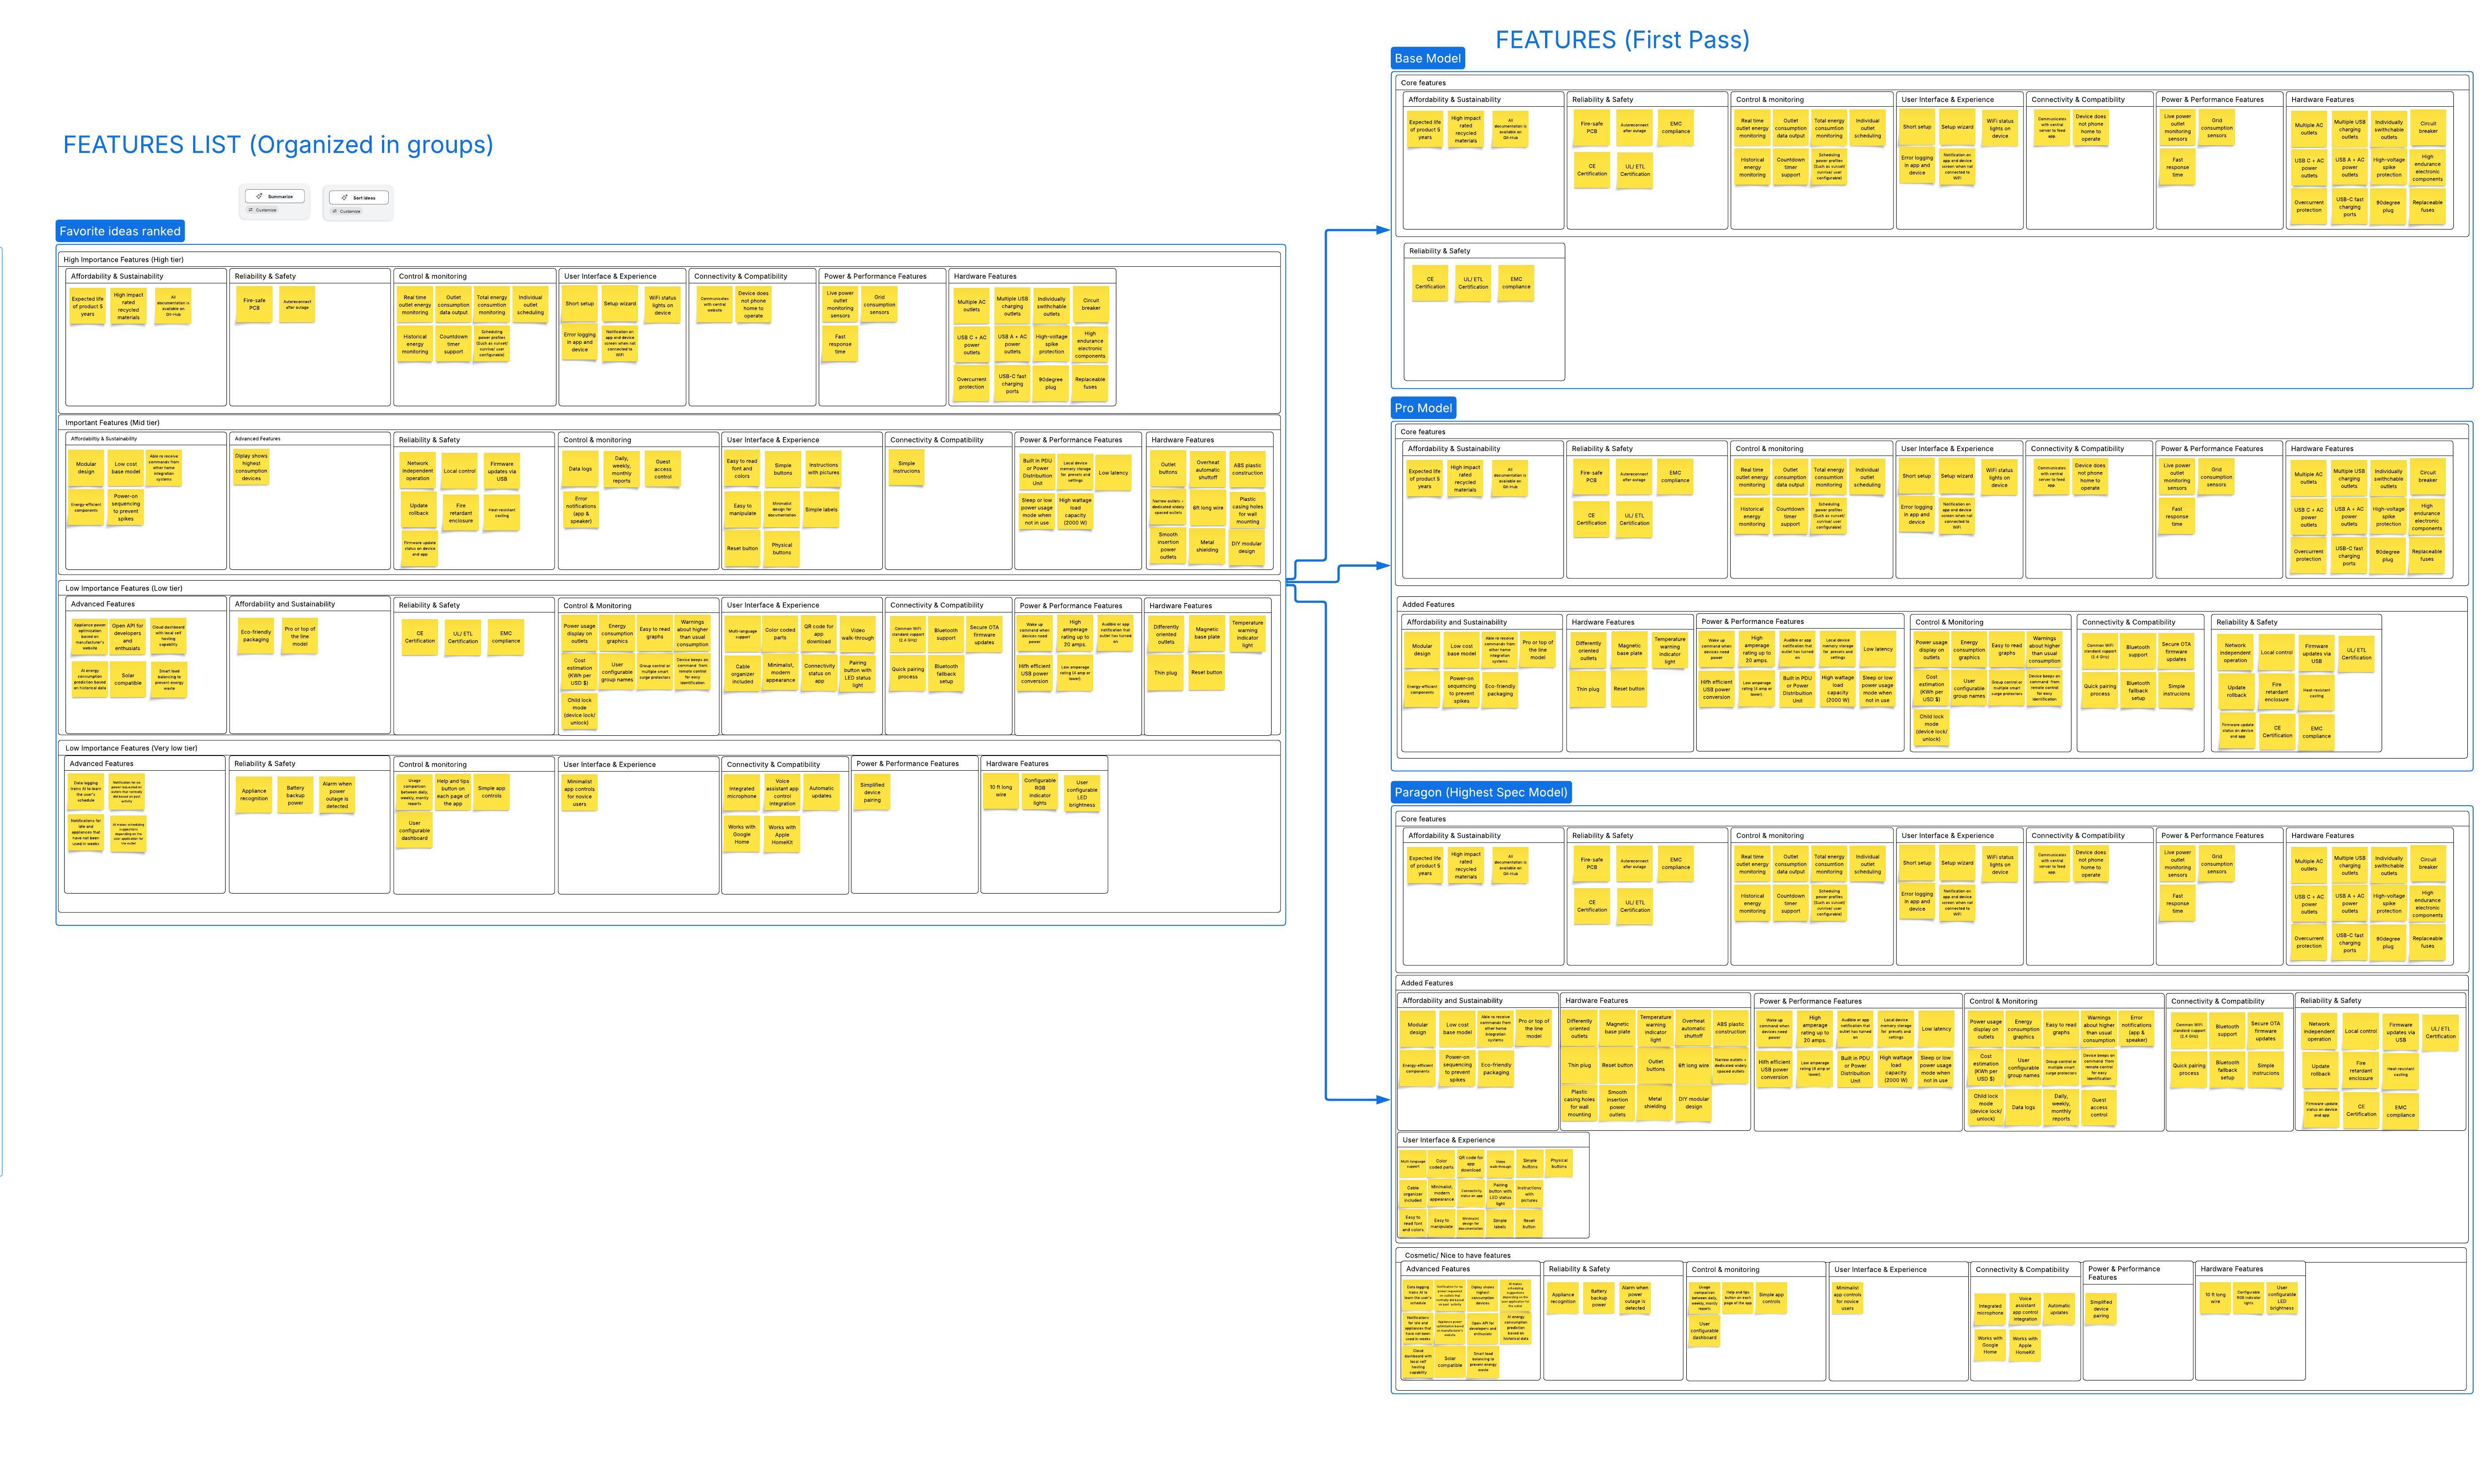 FEATURES LIST (Organized in groups)
Summarize
Customize
Sort ideas
Customize
Favorite ideas ranked
High Importance Features (High tier)
Affordability & Sustainability
Expected life of product 5 years
High impact rated recycled materials
All documentation is available on Git-Hub
Reliability & Safety
Fire-safe PCB
Autoreconnect after outage
Control & monitoring
Real time outlet energy monitoring
Outlet consumption data output
Total energy consumtion monitoring
Individual outlet scheduling
Historical energy monitoring
Countdown timer support
Scheduling power profiles (Such as sunset/ sunrise/ user configurable)
User Interface & Experience
Short setup
Setup wizard
WiFi status lights on device
Error logging in app and device
Notification on app and device screen when not connected to WiFi
Connectivity & Compatibility
Communicates with central website
Device does not phone home to operate
Power & Performance Features
Live power outlet monitoring sensors
Grid consumption sensors
Fast response time
Hardware Features
Multiple AC outlets
Multiple USB charging outlets
Individually switchable outlets
Circuit breaker
USB C + AC power outlets
USB A + AC power outlets
High-voltage spike protection
High endurance electronic components
Overcurrent protection
USB-C fast charging ports
90degree plug
Replaceable fuses
Important Features (Mid tier)
Affordability & Sustainability
Modular design
Low cost base model
Able re receive commands from other home integration systems
Energy-efficient components
Power-on sequencing to prevent spikes
Advanced Features
Diplay shows highest consumption devices
Reliability & Safety
Network independent operation
Local control
Firmware updates via USB
Update rollback
Fire retardant enclosure
Heat-resistant casting
Firmware update status on device and app
Control & monitoring
Data logs
Daily, weekly, monthly reports
Guest access control
Error notifications (app & speaker)
User Interface & Experience
Easy to read font and colors
Simple buttons
Instructions with pictures
Easy to manipulate
Minimalist design for documentation
Simple labels
Reset button
Physical buttons
Connectivity & Compatibility
Simple instrucions
Power & Performance Features
Built in PDU or Power Distribution Unit
Local device memory storage for presets and settings
Low latency
Sleep or low power usage mode when not in use
High wattage load capacity (2000 W)
Hardware Features
Outlet buttons
Overheat automatic shuttoff
ABS plastic construction
Narrow outlets + dedicated widely spaced outlets
6ft long wire
Plastic casing holes for wall mounting
Smooth insertion power outlets
Metal shielding
DIY modular design
Low Importance Features (Low tier)
Advanced Features
Appliance power optimization based on manufacturer's website
Open API for developers and enthusiats
Cloud dashboard with local self hosting capability
AI energy consumption prediction based on historical data
Solar compatible
Smart load balancing to prevent energy waste
Affordability and Sustainability
Eco-friendly packaging
Pro or top of the line model
Reliability & Safety
CE Certification
UL/ ETL Certification
EMC compliance
Control & Monitoring
Power usage display on outlets
Energy consumption graphics
Easy to read graphs
Warnings about higher than usual consumption
Cost estimation (KWh per USD $)
User configurable group names
Group control or multiple smart surge protectors
Device beeps on command from remote control for easy identification
Child lock mode (device lock/ unlock)
User Interface & Experience
Multi-language support
Color coded parts
QR code for app download
Video walk-through
Cable organizer included
Minimalist, modern appearance
Connectivity status on app
Pairing button with LED status light
Connectivity & Compatibility
Common WiFi standard support (2.4 GHz)
Bluetooth support
Secure OTA firmware updates
Quick pairing process
Bluetooth fallback setup
Power & Performance Features
Wake up command when devices need power
High amperage rating up to 20 amps.
Audible or app notification that outlet has turned on
Hifh efficient USB power conversion
Low amperage rating (4 amp or lower)
Hardware Features
Differently oriented outlets
Magnetic base plate
Temperature warning indicator light
Thin plug
Reset button
Low Importance Features (Very low tier)
Advanced Features
Data logging trains AI to learn the user's schedule
Notification for no power requested on outlets that normally did based on past activity
Notifications for idle and appliances that have not been used in weeks
AI makes scheduling suggestions depending on the user application for the outlet
Reliability & Safety
Appliance recognition
Battery backup power
Alarm when power outage is detected
Control & monitoring
Usage comparison between daily, weekly, montly reports
Help and tips button on each page of the app
Simple app controls
User configurable dashboard
User Interface & Experience
Minimalist app controls for novice users
Connectivity & Compatibility
Integrated microphone
Voice assistant app control integration
Automatic updates
Works with Google Home
Works with Apple HomeKit
Power & Performance Features
Simplified device pairing
Hardware Features
10 ft long wire
Configurable RGB indicator lights
User configurable LED brightness
FEATURES (First Pass)
Base Model
Core features
Affordability & Sustainability
Expected life of product 5 years
High impact rated recycled materials
All documentation is available on Git-Hub
Reliability & Safety
Fire-safe PCB
Autoreconnect after outage
EMC compliance
CE Certification
UL/ ETL Certification
Control & monitoring
Real time outlet energy monitoring
Outlet consumption data output
Total energy consumtion monitoring
Individual outlet scheduling
Historical energy monitoring
Countdown timer support
Scheduling power profiles (Such as sunset/ sunrise/ user configurable)
User Interface & Experience
Short setup
Setup wizard
WiFi status lights on device
Error logging in app and device
Notification on app and device screen when not connected to WiFi
Connectivity & Compatibility
Communicates with central server to feed app.
Device does not phone home to operate
Power & Performance Features
Live power outlet monitoring sensors
Grid consumption sensors
Fast response time
Hardware Features
Multiple AC outlets
Multiple USB charging outlets
Individually switchable outlets
Circuit breaker
USB C + AC power outlets
USB A + AC power outlets
High-voltage spike protection
High endurance electronic components
Overcurrent protection
USB-C fast charging ports
90degree plug
Replaceable fuses
Reliability & Safety
CE Certification
UL/ ETL Certification
EMC compliance
Pro Model
Core features
Affordability & Sustainability
Expected life of product 5 years
High impact rated recycled materials
All documentation is available on Git-Hub
Reliability & Safety
Fire-safe PCB
Autoreconnect after outage
EMC compliance
CE Certification
UL/ ETL Certification
Control & monitoring
Real time outlet energy monitoring
Outlet consumption data output
Total energy consumtion monitoring
Individual outlet scheduling
Historical energy monitoring
Countdown timer support
Scheduling power profiles (Such as sunset/ sunrise/ user configurable)
User Interface & Experience
Short setup
Setup wizard
WiFi status lights on device
Error logging in app and device
Notification on app and device screen when not connected to WiFi
Connectivity & Compatibility
Communicates with central server to feed app.
Device does not phone home to operate
Power & Performance Features
Live power outlet monitoring sensors
Grid consumption sensors
Fast response time
Hardware Features
Multiple AC outlets
Multiple USB charging outlets
Individually switchable outlets
Circuit breaker
USB C + AC power outlets
USB A + AC power outlets
High-voltage spike protection
High endurance electronic components
Overcurrent protection
USB-C fast charging ports
90degree plug
Replaceable fuses
Added Features
Affordability and Sustainability
Modular design
Low cost base model
Able re receive commands from other home integration systems
Pro or top of the line model
Energy-efficient components
Power-on sequencing to prevent spikes
Eco-friendly packaging
Hardware Features
Differently oriented outlets
Magnetic base plate
Temperature warning indicator light
Thin plug
Reset button
Power & Performance Features
Wake up command when devices need power
High amperage rating up to 20 amps.
Audible or app notification that outlet has turned on
Local device memory storage for presets and settings
Low latency
Hifh efficient USB power conversion
Low amperage rating (4 amp or lower)
Built in PDU or Power Distribution Unit
High wattage load capacity (2000 W)
Sleep or low power usage mode when not in use
Control & Monitoring
Power usage display on outlets
Energy consumption graphics
Easy to read graphs
Warnings about higher than usual consumption
Cost estimation (KWh per USD $)
User configurable group names
Group control or multiple smart surge protectors
Device beeps on command from remote control for easy identification
Child lock mode (device lock/ unlock)
Connectivity & Compatibility
Common WiFi standard support (2.4 GHz)
Bluetooth support
Secure OTA firmware updates
Quick pairing process
Bluetooth fallback setup
Simple instrucions
Reliability & Safety
Network independent operation
Local control
Firmware updates via USB
UL/ ETL Certification
Update rollback
Fire retardant enclosure
Heat-resistant casting
Firmware update status on device and app
CE Certification
EMC compliance
Paragon (Highest Spec Model)
Core features
Affordability & Sustainability
Expected life of product 5 years
High impact rated recycled materials
All documentation is available on Git-Hub
Reliability & Safety
Fire-safe PCB
Autoreconnect after outage
EMC compliance
CE Certification
UL/ ETL Certification
Control & monitoring
Real time outlet energy monitoring
Outlet consumption data output
Total energy consumtion monitoring
Individual outlet scheduling
Historical energy monitoring
Countdown timer support
Scheduling power profiles (Such as sunset/ sunrise/ user configurable)
User Interface & Experience
Short setup
Setup wizard
WiFi status lights on device
Error logging in app and device
Notification on app and device screen when not connected to WiFi
Connectivity & Compatibility
Communicates with central server to feed app.
Device does not phone home to operate
Power & Performance Features
Live power outlet monitoring sensors
Grid consumption sensors
Fast response time
Hardware Features
Multiple AC outlets
Multiple USB charging outlets
Individually switchable outlets
Circuit breaker
USB C + AC power outlets
USB A + AC power outlets
High-voltage spike protection
High endurance electronic components
Overcurrent protection
USB-C fast charging ports
90degree plug
Replaceable fuses
Added Features
Affordability and Sustainability
Modular design
Low cost base model
Able re receive commands from other home integration systems
Pro or top of the line model
Energy-efficient components
Power-on sequencing to prevent spikes
Eco-friendly packaging
Hardware Features
Differently oriented outlets
Magnetic base plate
Temperature warning indicator light
Overheat automatic shuttoff
ABS plastic construction
Thin plug
Reset button
Outlet buttons
6ft long wire
Narrow outlets + dedicated widely spaced outlets
Plastic casing holes for wall mounting
Smooth insertion power outlets
Metal shielding
DIY modular design
Power & Performance Features
Wake up command when devices need power
High amperage rating up to 20 amps.
Audible or app notification that outlet has turned on
Local device memory storage for presets and settings
Low latency
Hifh efficient USB power conversion
Low amperage rating (4 amp or lower)
Built in PDU or Power Distribution Unit
High wattage load capacity (2000 W)
Sleep or low power usage mode when not in use
Control & Monitoring
Power usage display on outlets
Energy consumption graphics
Easy to read graphs
Warnings about higher than usual consumption
Error notifications (app & speaker)
Cost estimation (KWh per USD $)
User configurable group names
Group control or multiple smart surge protectors
Device beeps on command from remote control for easy identification
Child lock mode (device lock/ unlock)
Data logs
Daily, weekly, monthly reports
Guest access control
Connectivity & Compatibility
Common WiFi standard support (2.4 GHz)
Bluetooth support
Secure OTA firmware updates
Quick pairing process
Bluetooth fallback setup
Simple instrucions
Reliability & Safety
Network independent operation
Local control
Firmware updates via USB
UL/ ETL Certification
Update rollback
Fire retardant enclosure
Heat-resistant casting
Firmware update status on device and app
CE Certification
EMC compliance
User Interface & Experience
Multi-language support
Color coded parts
QR code for app download
Video walk-through
Simple buttons
Physical buttons
Cable organizer included
Minimalist, modern appearance
Connectivity status on app
Pairing button with LED status light
Instructions with pictures
Easy to read font and colors
Easy to manipulate
Minimalist design for documentation
Simple labels
Reset button
Cosmetic/ Nice to have features
Advanced Features
Data logging trains AI to learn the user's schedule
Notification for no power requested on outlets that normally did based on past activity
Diplay shows highest consumption devices
AI makes scheduling suggestions depending on the user application for the outlet
Notifications for idle and appliances that have not been used in weeks
Appliance power optimization based on manufacturer's website
Open API for developers and enthusiats
AI energy consumption prediction based on historical data
Cloud dashboard with local self hosting capability
Solar compatible
Smart load balancing to prevent energy waste
Reliability & Safety
Appliance recognition
Battery backup power
Alarm when power outage is detected
Control & monitoring
Usage comparison between daily, weekly, montly reports
Help and tips button on each page of the app
Simple app controls
User configurable dashboard
User Interface & Experience
Minimalist app controls for novice users
Connectivity & Compatibility
Integrated microphone
Voice assistant app control integration
Automatic updates
Works with Google Home
Works with Apple HomeKit
Power & Performance Features
Simplified device pairing
Hardware Features
10 ft long wire
Configurable RGB indicator lights
User configurable LED brightness